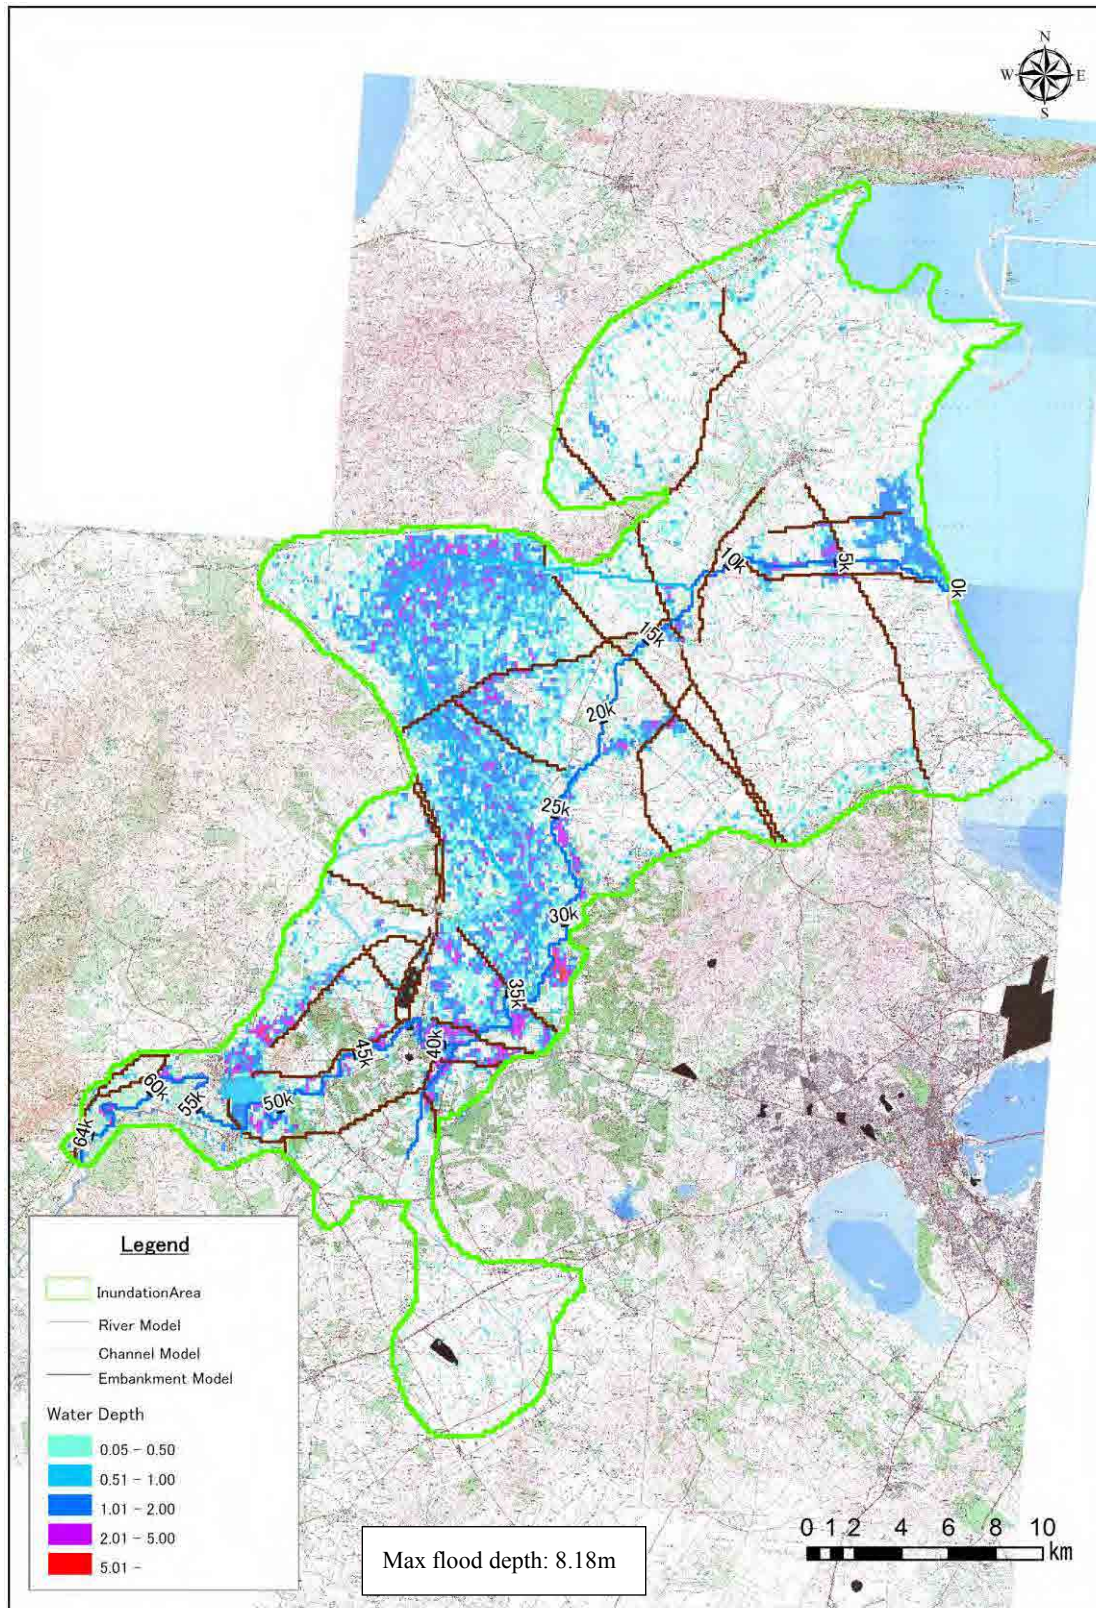 N
W E
S
0k
5k
10k
15k
20k
25k
30k
35k
40k
45k
50k
55k
60k
64k
Legend
InundationArea
River Model
Channel Model
Embankment Model
Water Depth
0.05 - 0.50
0.51 - 1.00
1.01 - 2.00
2.01 - 5.00
5.01 -
Max flood depth: 8.18m
0 1 2 4 6 8 10
km